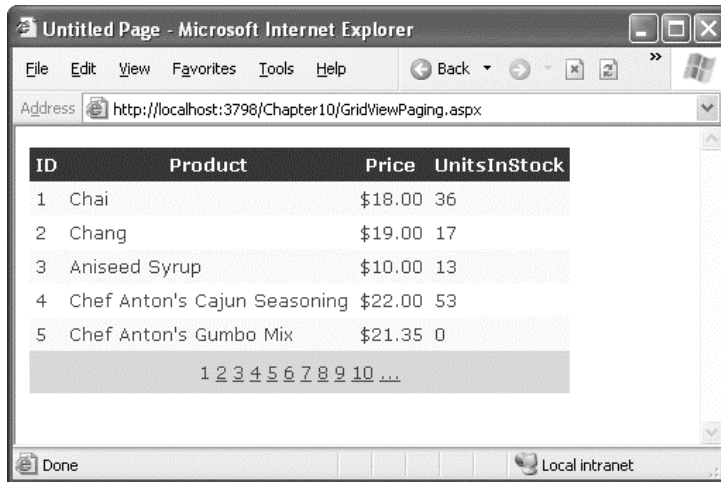 Untitled Page - Microsoft Internet Explorer
File Edit View Favorites Tools Help Back »
Address http://localhost:3798/Chapter10/GridViewPaging.aspx
ID Product Price UnitsInStock
1 Chai $18.00 36
2 Chang $19.00 17
3 Aniseed Syrup $10.00 13
4 Chef Anton's Cajun Seasoning $22.00 53
5 Chef Anton's Gumbo Mix $21.35 0
1 2 3 4 5 6 7 8 9 10 ...
Done Local intranet